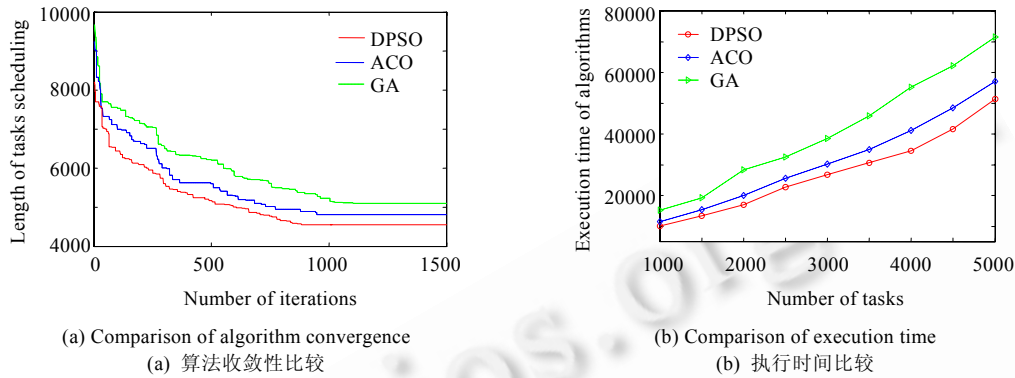 10000
8000
6000
4000
Length of tasks scheduling
DPSO
ACO
GA
0
500
1000
1500
Number of iterations
(a) Comparison of algorithm convergence
(a) 算法收敛性比较
80000
60000
40000
20000
Execution time of algorithms
DPSO
ACO
GA
1000
2000
3000
4000
5000
Number of tasks
(b) Comparison of execution time
(b) 执行时间比较